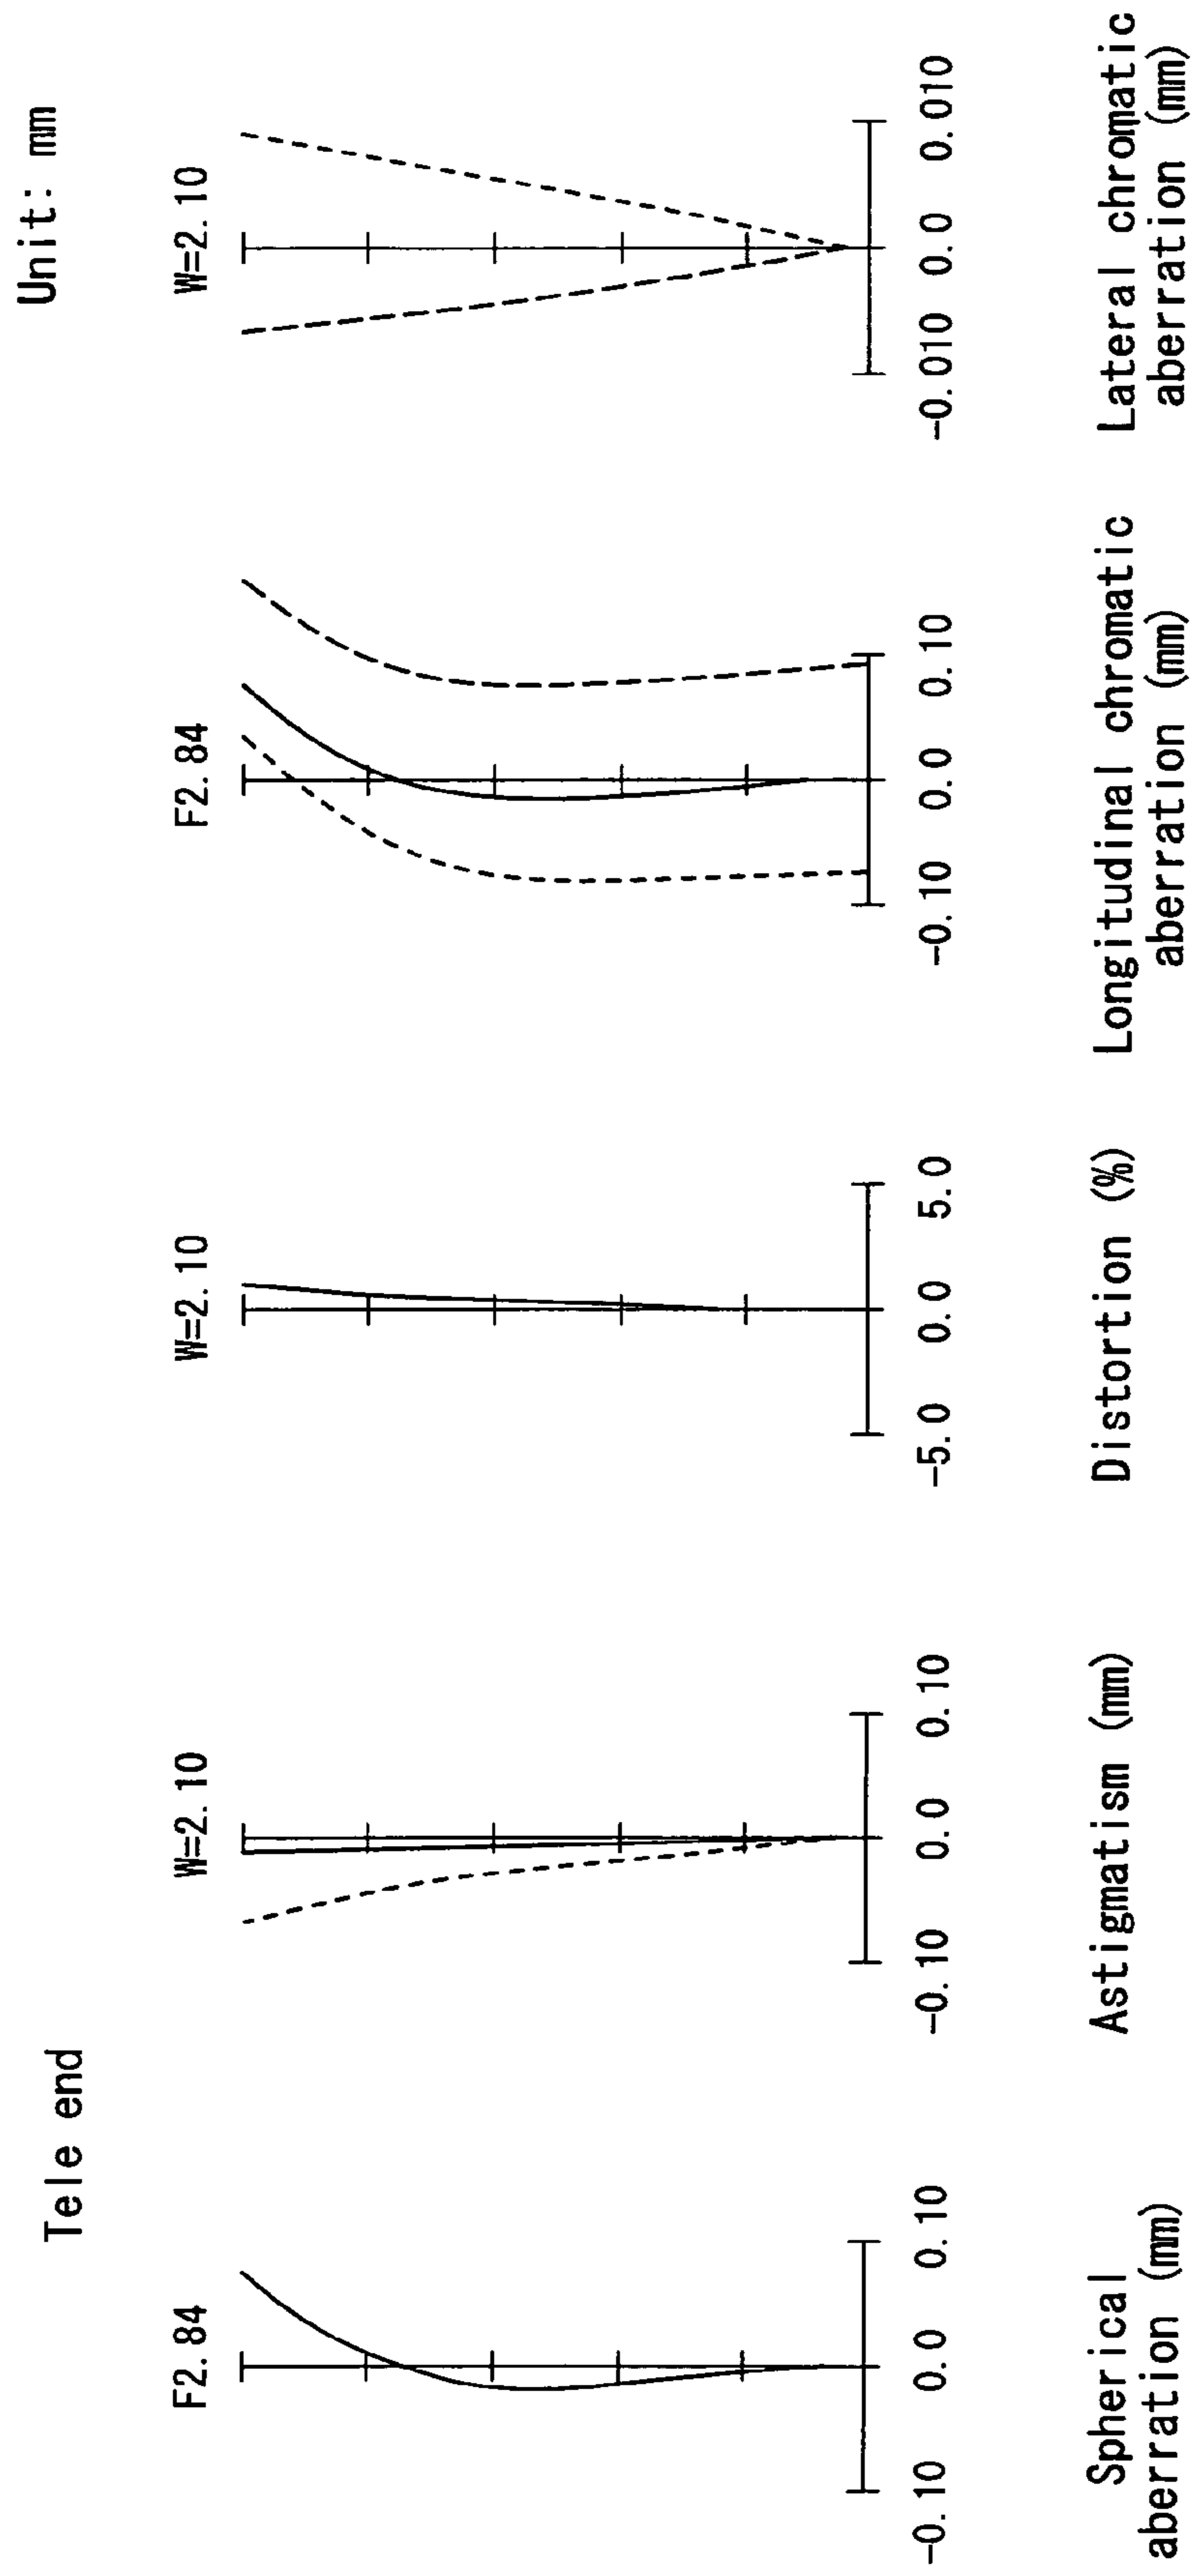 Tele end
Unit: mm
F2.84
W=2.10
W=2.10
F2.84
W=2.10
-0.10 0.0 0.10
-0.10 0.0 0.10
-5.0 0.0 5.0
-0.10 0.0 0.10
-0.010 0.0 0.010
Spherical
aberration (mm)
Astigmatism (mm)
Distortion (%)
Longitudinal chromatic
aberration (mm)
Lateral chromatic
aberration (mm)